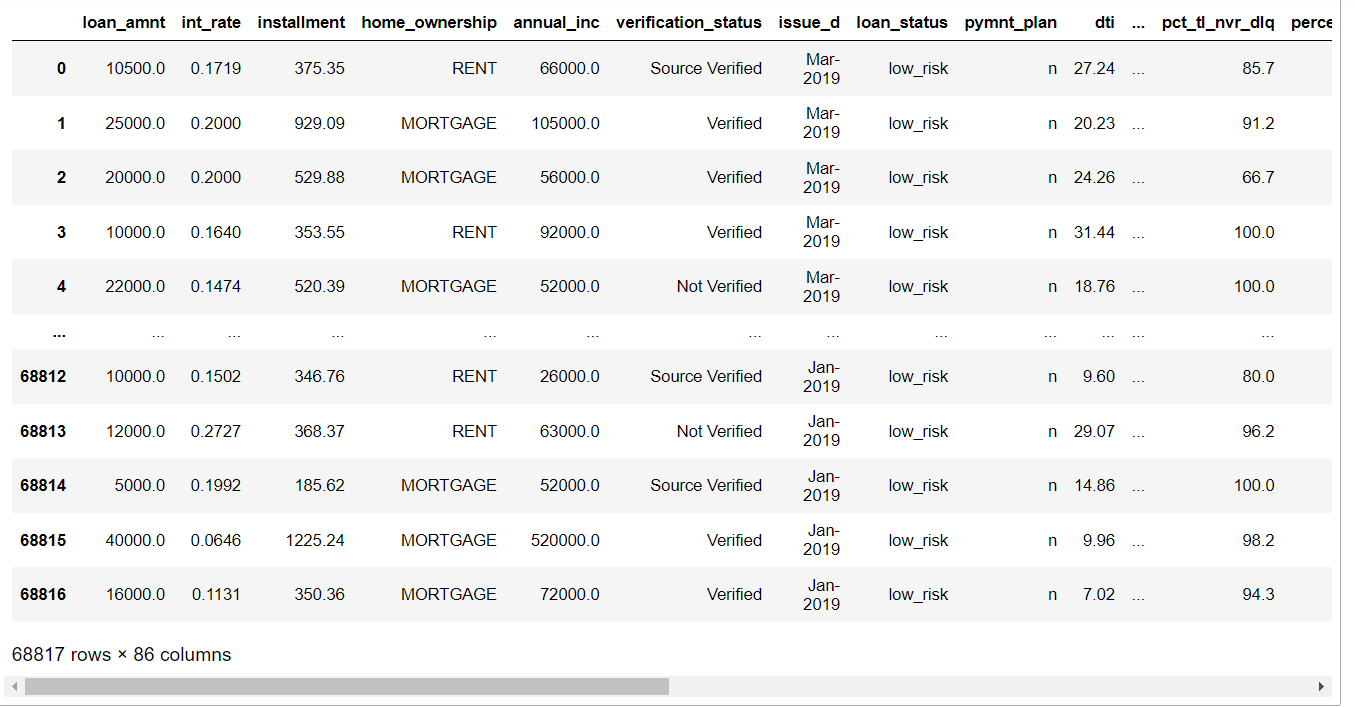 loan_amnt int_rate installment home_ownership annual_inc verification_status issue_d loan_status pymnt_plan dti ... pct_tl_nvr_dlq perce
0 10500.0 0.1719 375.35 RENT 66000.0 Source Verified Mar-2019 low_risk n 27.24 ... 85.7
1 25000.0 0.2000 929.09 MORTGAGE 105000.0 Verified Mar-2019 low_risk n 20.23 ... 91.2
2 20000.0 0.2000 529.88 MORTGAGE 56000.0 Verified Mar-2019 low_risk n 24.26 ... 66.7
3 10000.0 0.1640 353.55 RENT 92000.0 Verified Mar-2019 low_risk n 31.44 ... 100.0
4 22000.0 0.1474 520.39 MORTGAGE 52000.0 Not Verified Mar-2019 low_risk n 18.76 ... 100.0
... ... ... ... ... ... ... ... ... ... ... ... ...
68812 10000.0 0.1502 346.76 RENT 26000.0 Source Verified Jan-2019 low_risk n 9.60 ... 80.0
68813 12000.0 0.2727 368.37 RENT 63000.0 Not Verified Jan-2019 low_risk n 29.07 ... 96.2
68814 5000.0 0.1992 185.62 MORTGAGE 52000.0 Source Verified Jan-2019 low_risk n 14.86 ... 100.0
68815 40000.0 0.0646 1225.24 MORTGAGE 520000.0 Verified Jan-2019 low_risk n 9.96 ... 98.2
68816 16000.0 0.1131 350.36 MORTGAGE 72000.0 Verified Jan-2019 low_risk n 7.02 ... 94.3
68817 rows × 86 columns